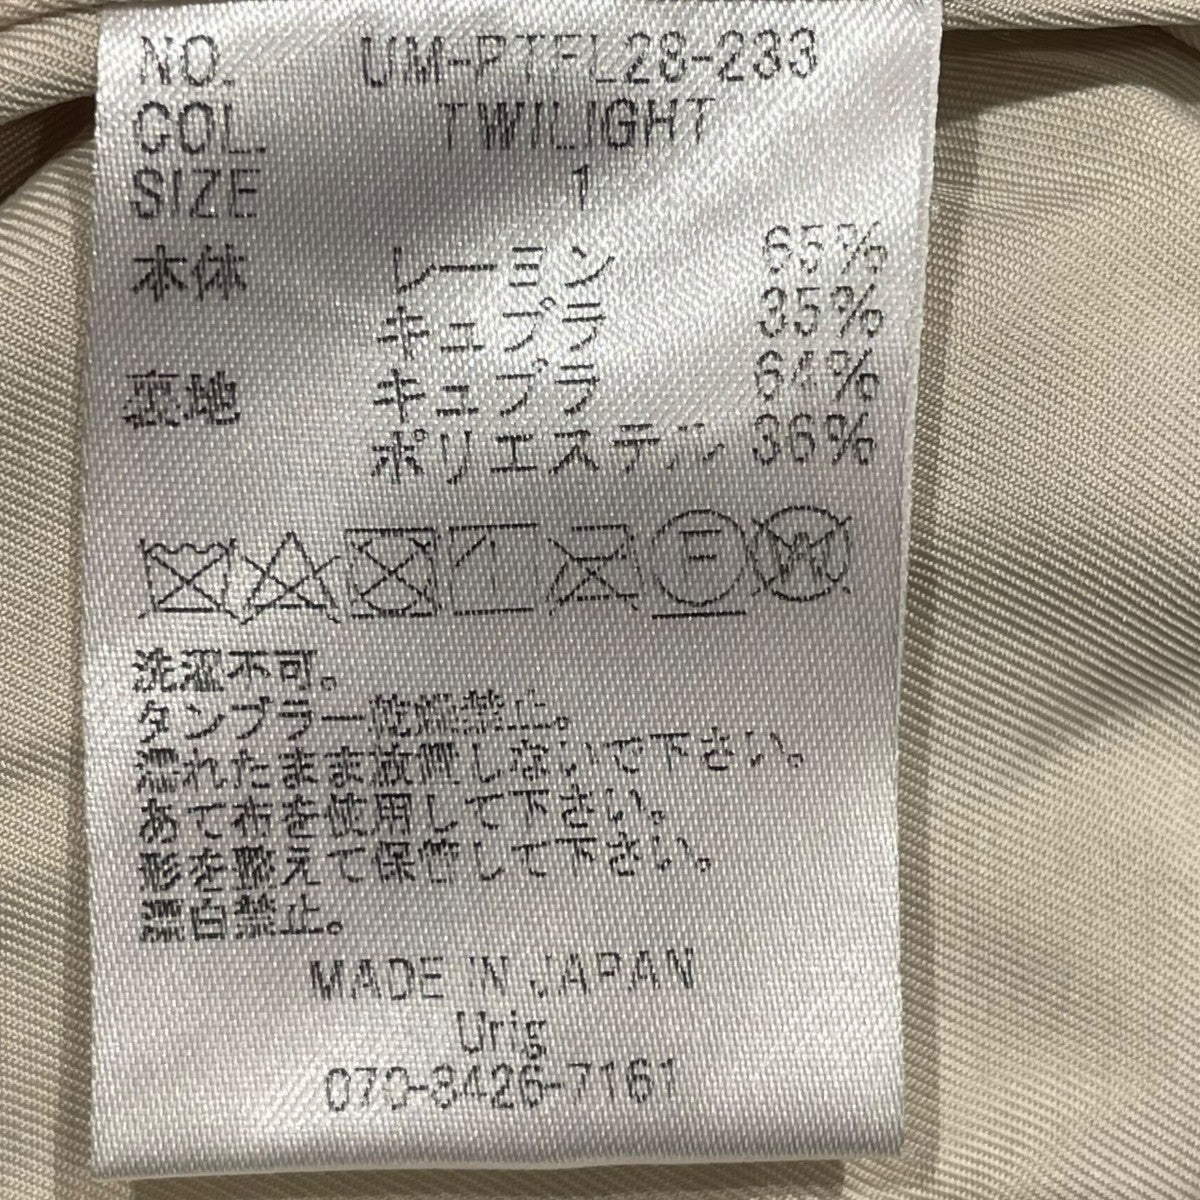 NO. UM-PTFL28-233
COL. TWILIGHT
SIZE 1
本体 レーヨン 65%
キュプラ 35%
裏地 キュプラ 64%
ポリエステル 36%
洗濯不可。
タンブラー乾燥禁止。
濡れたまま放置しないで下さい。
あて布を使用して下さい。
形を整えて保管して下さい。
漂白禁止。
MADE IN JAPAN
Urig
070-8426-7161